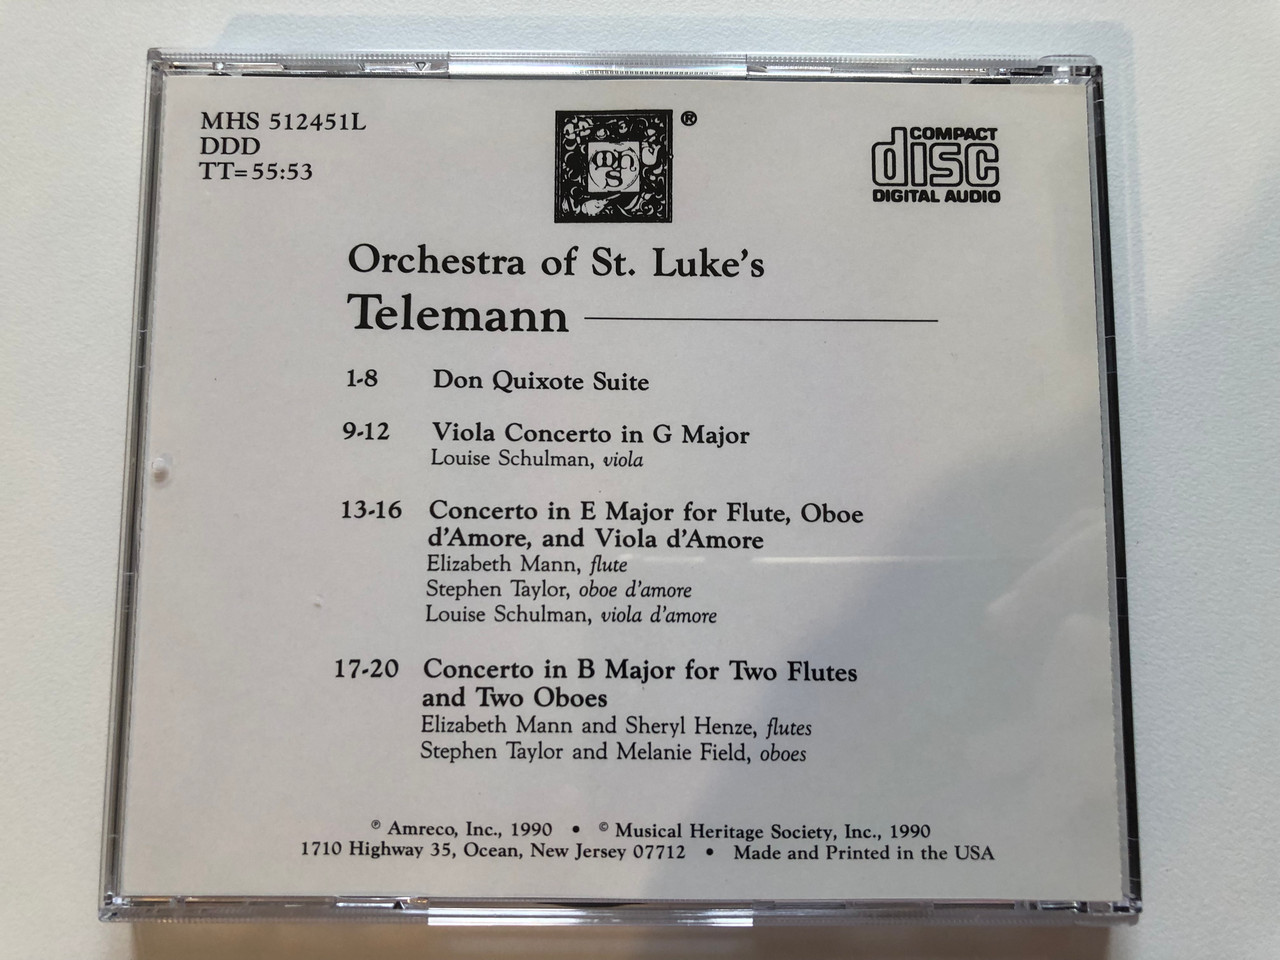 MHS 512451L
DDD
TT= 55:53
mhs
®
COMPACT
disc
DIGITAL AUDIO
Orchestra of St. Luke's
Telemann
1-8 Don Quixote Suite
9-12 Viola Concerto in G Major
Louise Schulman, viola
13-16 Concerto in E Major for Flute, Oboe
d'Amore, and Viola d'Amore
Elizabeth Mann, flute
Stephen Taylor, oboe d'amore
Louise Schulman, viola d'amore
17-20 Concerto in B Major for Two Flutes
and Two Oboes
Elizabeth Mann and Sheryl Henze, flutes
Stephen Taylor and Melanie Field, oboes
℗ Amreco, Inc., 1990 • © Musical Heritage Society, Inc., 1990
1710 Highway 35, Ocean, New Jersey 07712 • Made and Printed in the USA